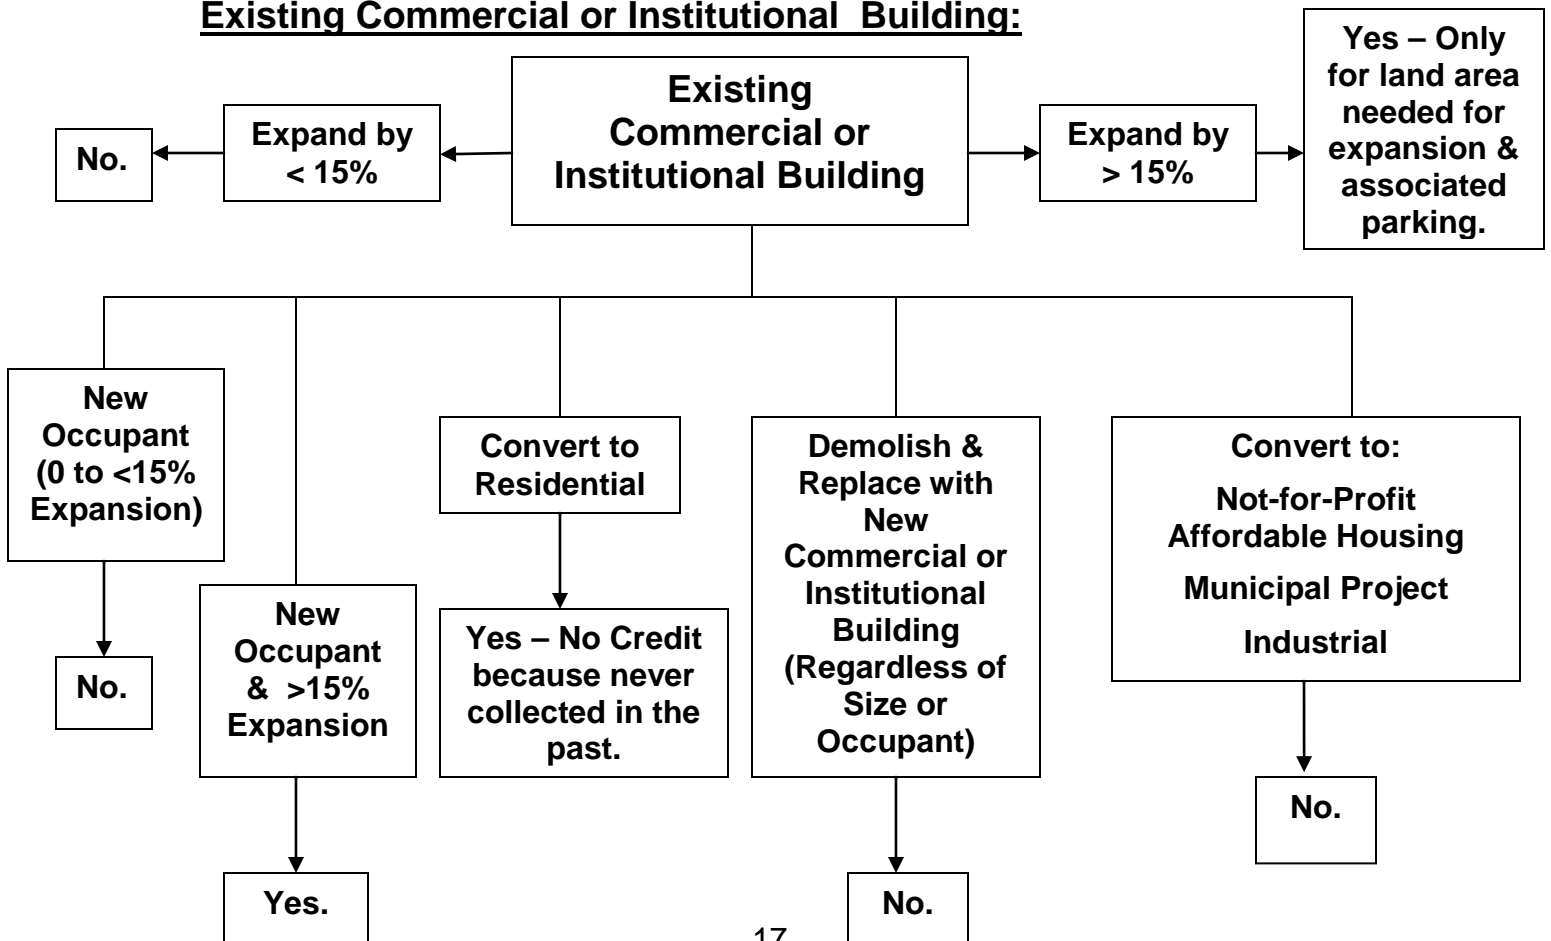 Existing Commercial or Institutional Building:
Existing
Commercial or
Institutional Building
Expand by
< 15%
No.
Expand by
> 15%
Yes – Only
for land area
needed for
expansion &
associated
parking.
New
Occupant
(0 to <15%
Expansion)
No.
New
Occupant
& >15%
Expansion
Yes.
Convert to
Residential
Yes – No Credit
because never
collected in the
past.
Demolish &
Replace with
New
Commercial or
Institutional
Building
(Regardless of
Size or
Occupant)
No.
Convert to:
Not-for-Profit
Affordable Housing
Municipal Project
Industrial
No.
17